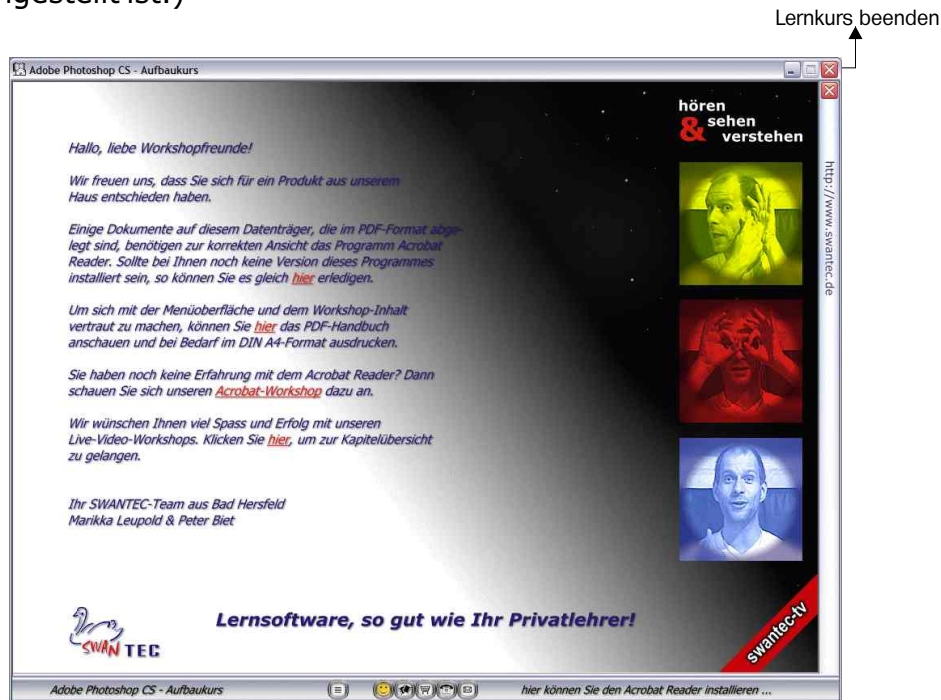 Lernkurs beenden
Adobe Photoshop CS - Aufbaukurs
hören
& sehen
verstehen
Hallo, liebe Workshopfreunde!
Wir freuen uns, dass Sie sich für ein Produkt aus unserem
Haus entschieden haben.
Einige Dokumente auf diesem Datenträger, die im PDF-Format abge-
legt sind, benötigen zur korrekten Ansicht das Programm Acrobat
Reader. Sollte bei Ihnen noch keine Version dieses Programmes
installiert sein, so können Sie es gleich hier erledigen.
Um sich mit der Menüoberfläche und dem Workshop-Inhalt
vertraut zu machen, können Sie hier das PDF-Handbuch
anschauen und bei Bedarf im DIN A4-Format ausdrucken.
Sie haben noch keine Erfahrung mit dem Acrobat Reader? Dann
schauen Sie sich unseren Acrobat-Workshop dazu an.
Wir wünschen Ihnen viel Spass und Erfolg mit unseren
Live-Video-Workshops. Klicken Sie hier, um zur Kapitelübersicht
zu gelangen.
Ihr SWANTEC-Team aus Bad Hersfeld
Marikka Leupold & Peter Biet
http://www.swantec.de
SWANTEC
Lernsoftware, so gut wie Ihr Privatlehrer!
swantec-tv
Adobe Photoshop CS - Aufbaukurs
hier können Sie den Acrobat Reader installieren ...